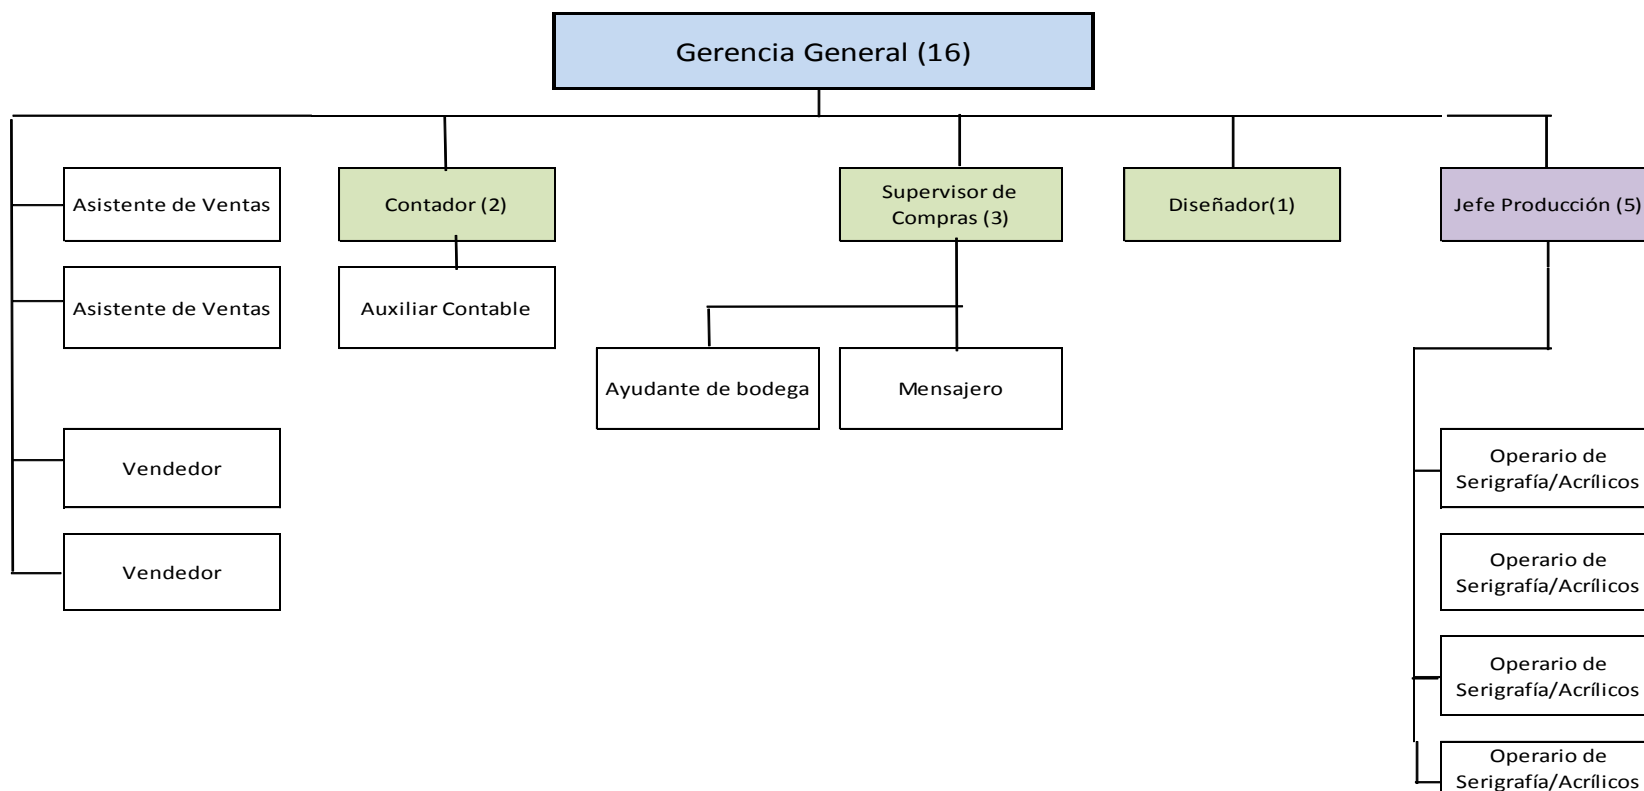 Gerencia General (16)
Asistente de Ventas
Contador (2)
Supervisor de
Compras (3)
Diseñador(1)
Jefe Producción (5)
Asistente de Ventas
Auxiliar Contable
Ayudante de bodega
Mensajero
Vendedor
Operario de
Serigrafía/Acrílicos
Vendedor
Operario de
Serigrafía/Acrílicos
Operario de
Serigrafía/Acrílicos
Operario de
Serigrafía/Acrílicos